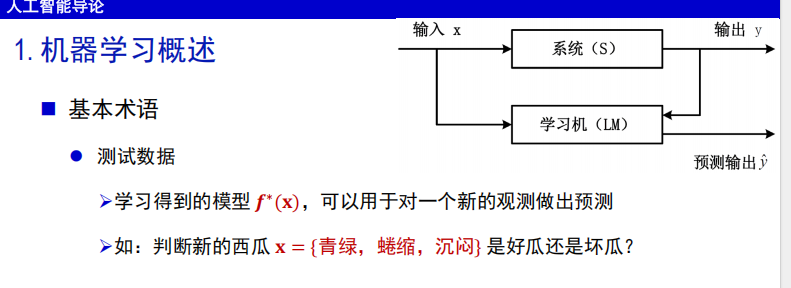 人工智能导论
1. 机器学习概述
输入 x
系统（S）
输出 y
学习机（LM）
预测输出ŷ
■ 基本术语
● 测试数据
➢学习得到的模型 f*(x)，可以用于对一个新的观测做出预测
➢如：判断新的西瓜 x = {青绿，蜷缩，沉闷} 是好瓜还是坏瓜？